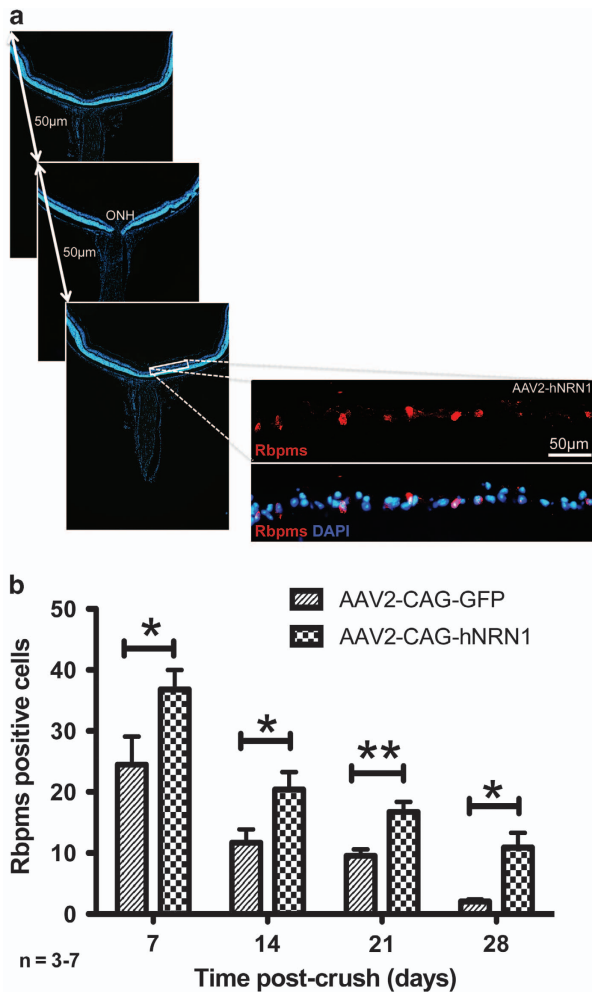 a
50µm
ONH
50µm
AAV2-hNRN1
Rbpms
50µm
Rbpms DAPI
b
50
40
30
20
10
0
Rbpms positive cells
AAV2-CAG-GFP
AAV2-CAG-hNRN1
*
*
**
*
7 14 21 28
n = 3-7
Time post-crush (days)